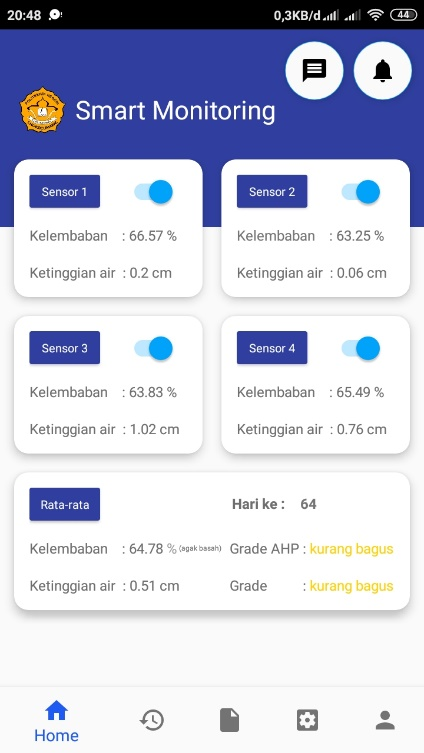 20:48 0,3KB/d 44
Smart Monitoring
Sensor 1
Kelembaban : 66.57 %
Ketinggian air : 0.2 cm
Sensor 2
Kelembaban : 63.25 %
Ketinggian air : 0.06 cm
Sensor 3
Kelembaban : 63.83 %
Ketinggian air : 1.02 cm
Sensor 4
Kelembaban : 65.49 %
Ketinggian air : 0.76 cm
Rata-rata Hari ke : 64
Kelembaban : 64.78 % (agak basah) Grade AHP : kurang bagus
Ketinggian air : 0.51 cm Grade : kurang bagus
Home